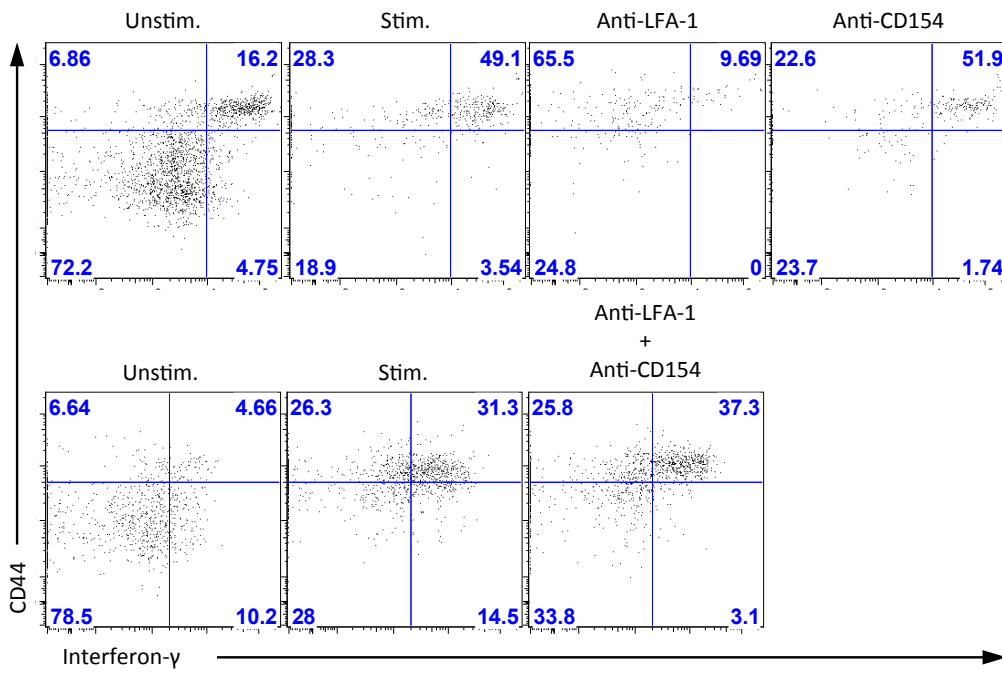 Unstim. Stim. Anti-LFA-1 Anti-CD154
6.86 16.2 28.3 49.1 65.5 9.69 22.6 51.9
72.2 4.75 18.9 3.54 24.8 0 23.7 1.74
Anti-LFA-1
+
Unstim. Stim. Anti-CD154
6.64 4.66 26.3 31.3 25.8 37.3
78.5 10.2 28 14.5 33.8 3.1
CD44
Interferon-γ